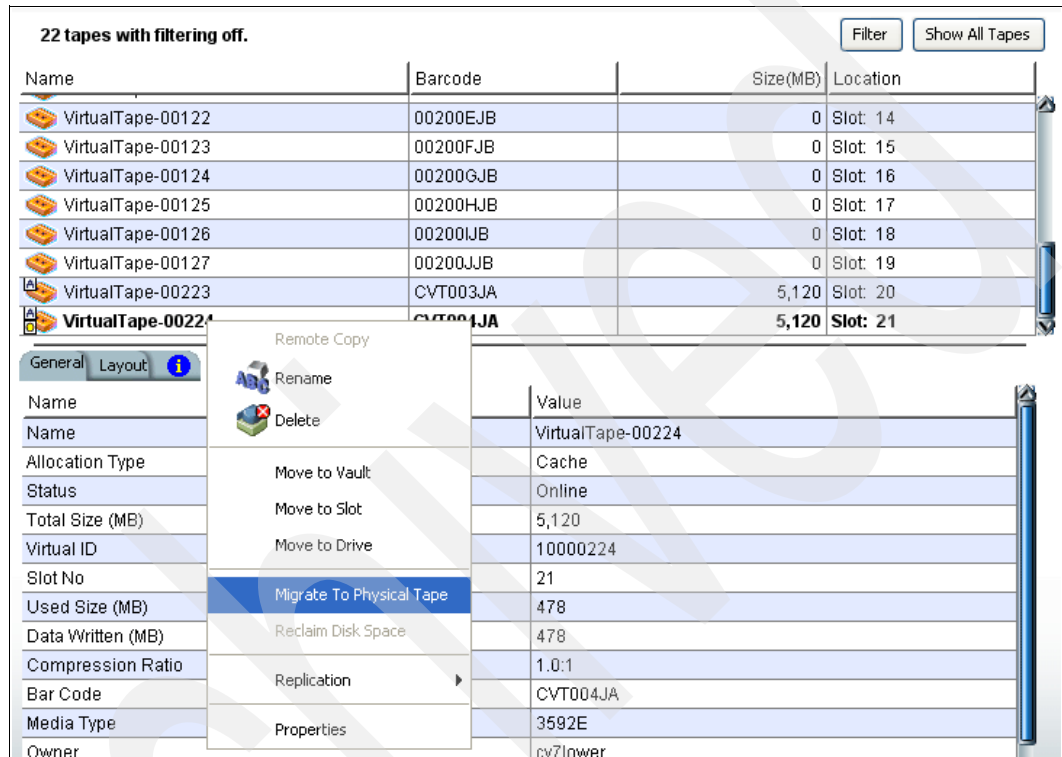 22 tapes with filtering off. Filter Show All Tapes
Name Barcode Size(MB) Location
VirtualTape-00122 00200EJB 0 Slot: 14
VirtualTape-00123 00200FJB 0 Slot: 15
VirtualTape-00124 00200GJB 0 Slot: 16
VirtualTape-00125 00200HJB 0 Slot: 17
VirtualTape-00126 00200IJB 0 Slot: 18
VirtualTape-00127 00200JJB 0 Slot: 19
A VirtualTape-00223 CVT003JA 5,120 Slot: 20
A O VirtualTape-00224 CVT004JA 5,120 Slot: 21
Remote Copy
ABC Rename
Delete
Move to Vault
Move to Slot
Move to Drive
Migrate To Physical Tape
Reclaim Disk Space
Replication
Properties
General Layout i
Name Value
Name VirtualTape-00224
Allocation Type Cache
Status Online
Total Size (MB) 5,120
Virtual ID 10000224
Slot No 21
Used Size (MB) 478
Data Written (MB) 478
Compression Ratio 1.0:1
Bar Code CVT004JA
Media Type 3592E
Owner cv7lower